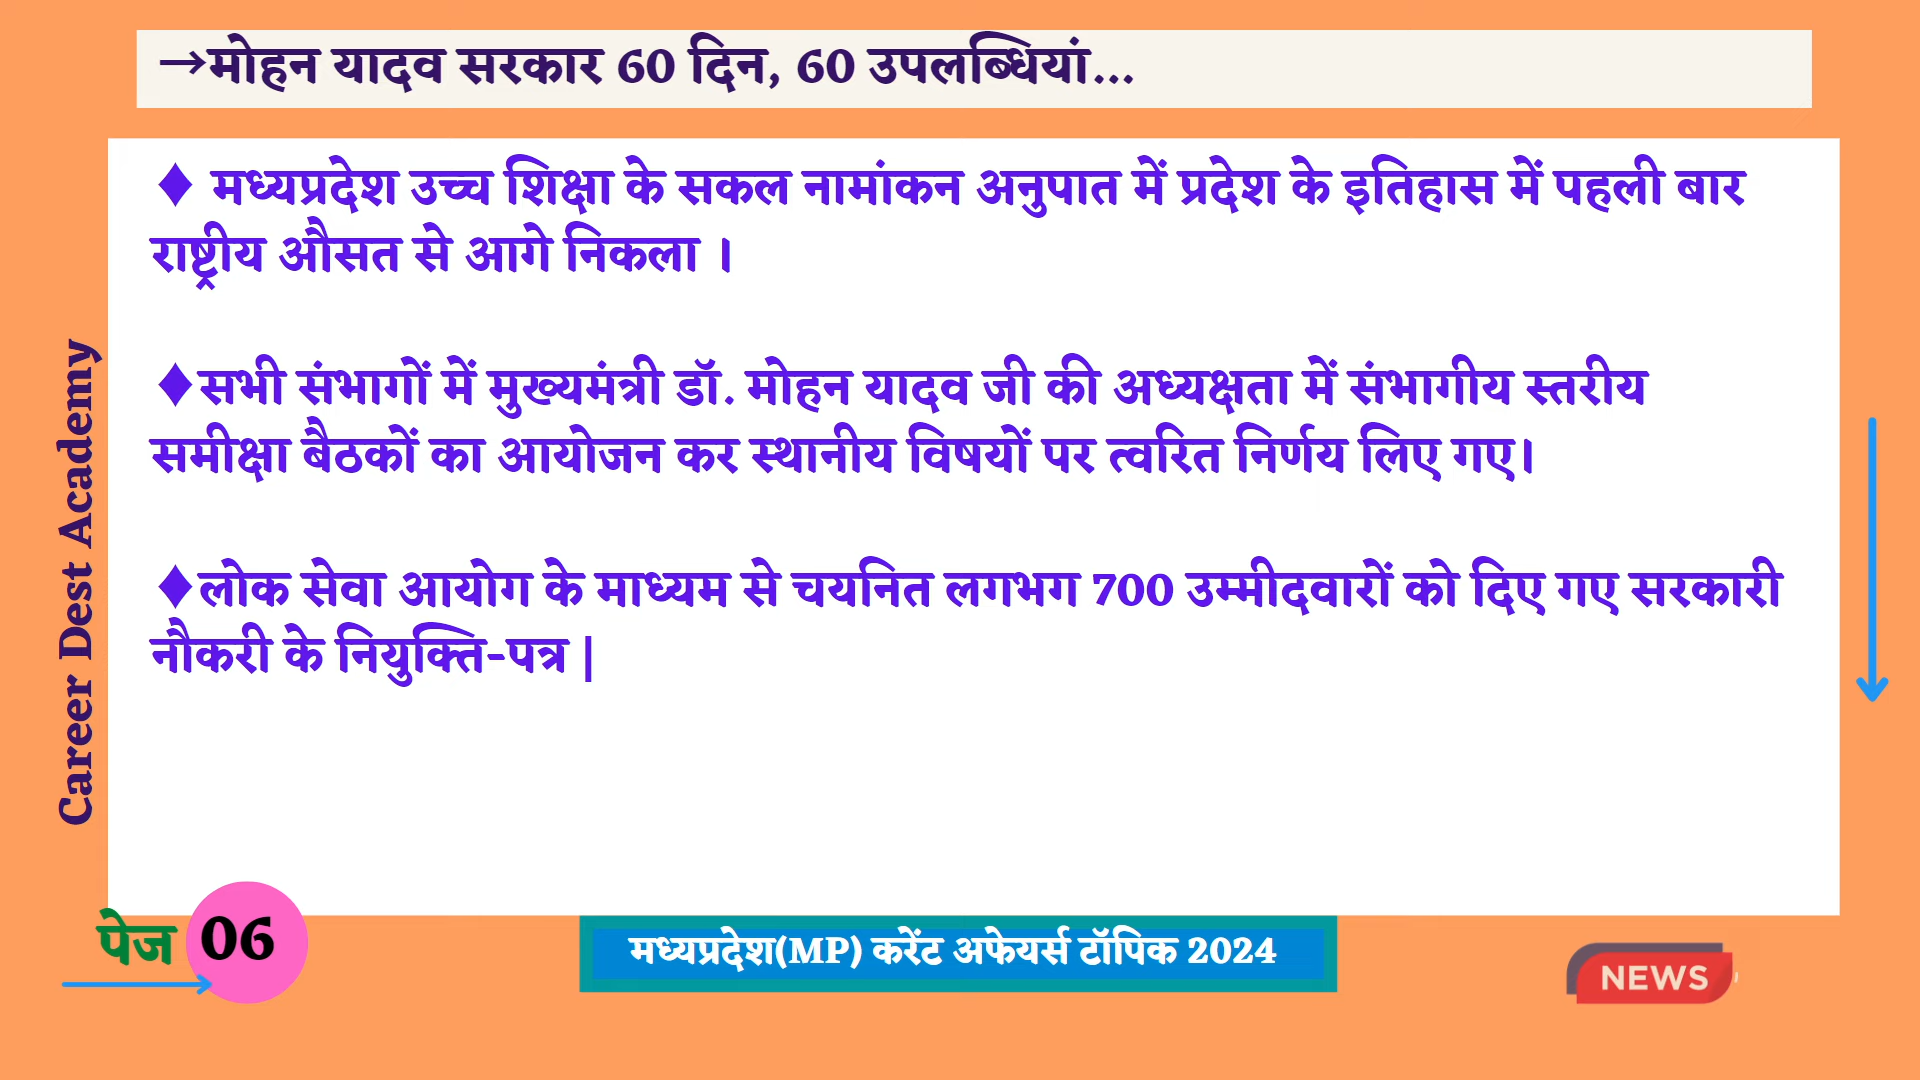 →मोहन यादव सरकार 60 दिन, 60 उपलब्धियां...
♦ मध्यप्रदेश उच्च शिक्षा के सकल नामांकन अनुपात में प्रदेश के इतिहास में पहली बार
राष्ट्रीय औसत से आगे निकला ।
♦सभी संभागों में मुख्यमंत्री डॉ. मोहन यादव जी की अध्यक्षता में संभागीय स्तरीय
समीक्षा बैठकों का आयोजन कर स्थानीय विषयों पर त्वरित निर्णय लिए गए।
♦लोक सेवा आयोग के माध्यम से चयनित लगभग 700 उम्मीदवारों को दिए गए सरकारी
नौकरी के नियुक्ति-पत्र |
Career Dest Academy
पेज 06
मध्यप्रदेश(MP) करेंट अफेयर्स टॉपिक 2024
NEWS